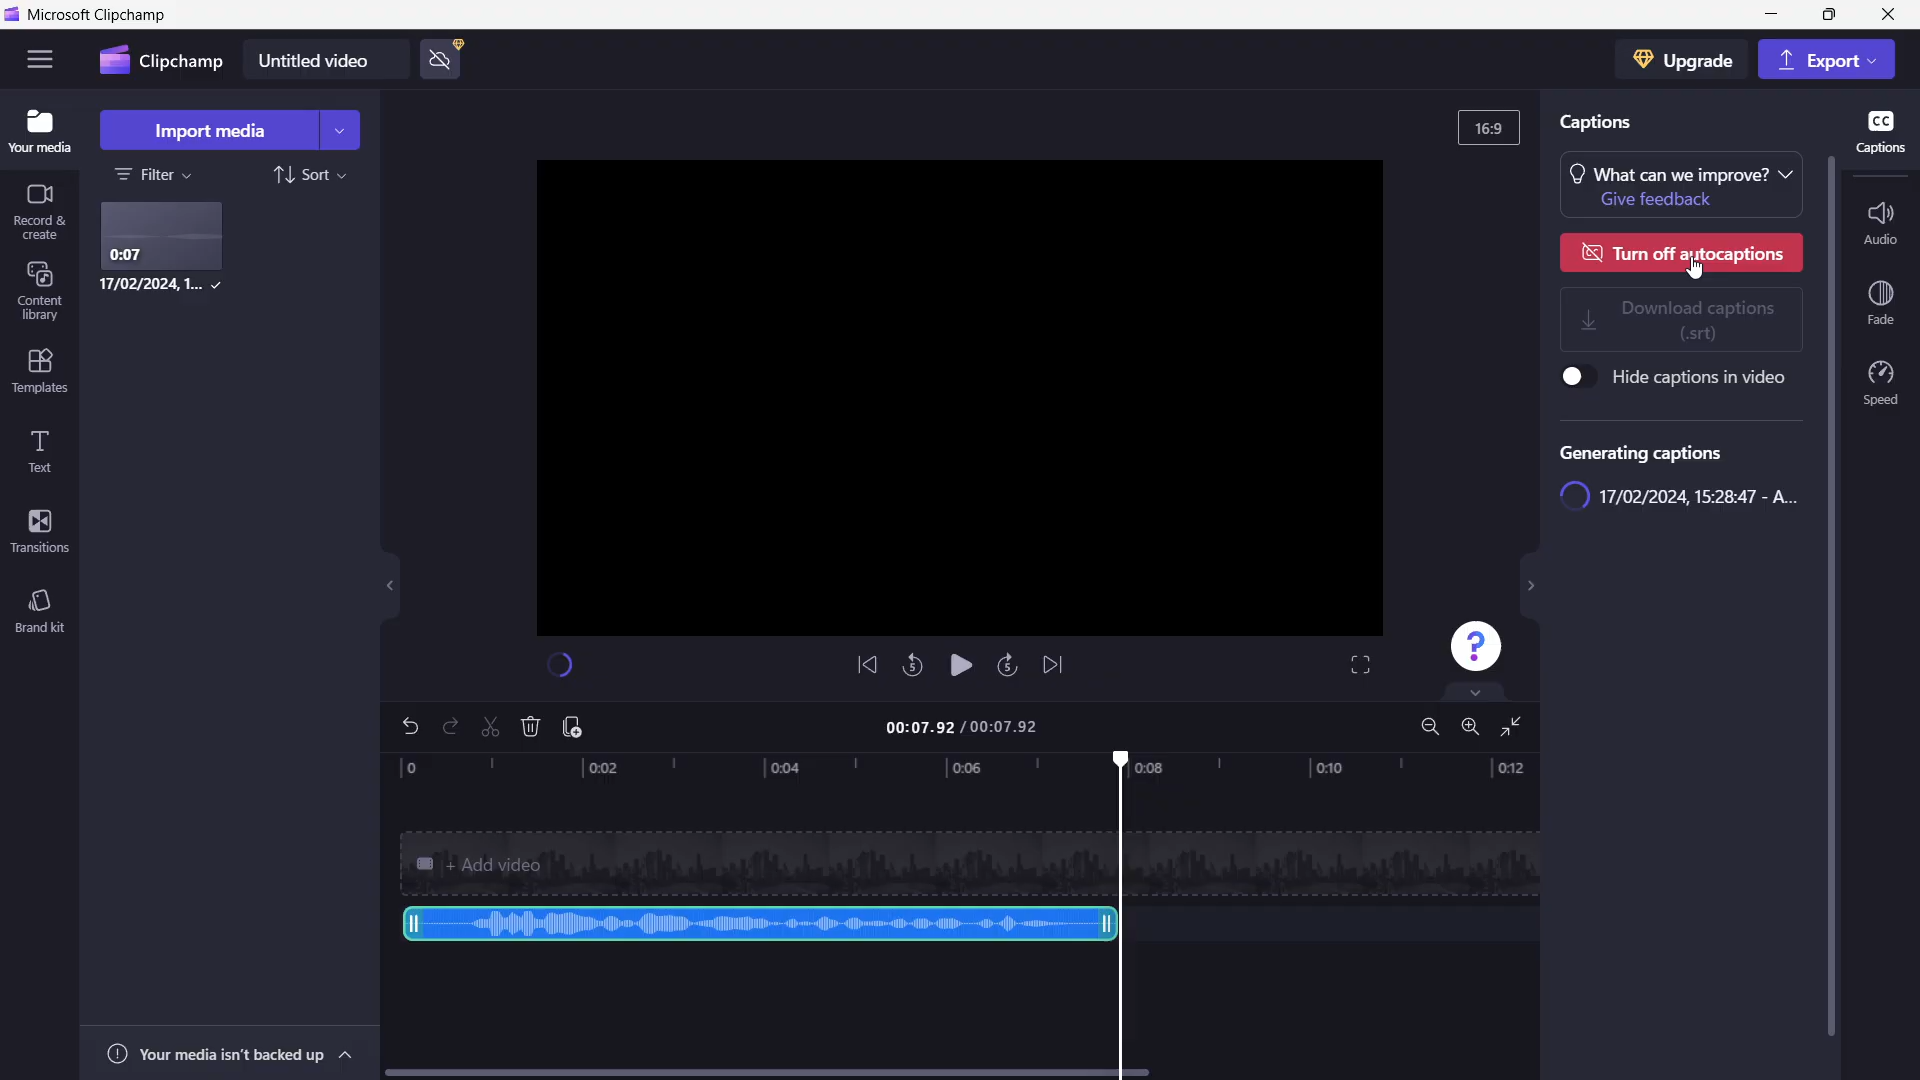 Microsoft Clipchamp
Clipchamp
Untitled video
Upgrade
Export
Your media
Record &
create
Content
library
Templates
Text
Transitions
Brand kit
Import media
Filter
Sort
0:07
17/02/2024, 1...
Your media isn't backed up
16:9
5
5
?
00:07.92 / 00:07.92
0
0:02
0:04
0:06
0:08
0:10
0:12
+ Add video
Captions
What can we improve?
Give feedback
Turn off autocaptions
Download captions
(.srt)
Hide captions in video
Generating captions
17/02/2024, 15:28:47 - A...
CC
Captions
Audio
Fade
Speed